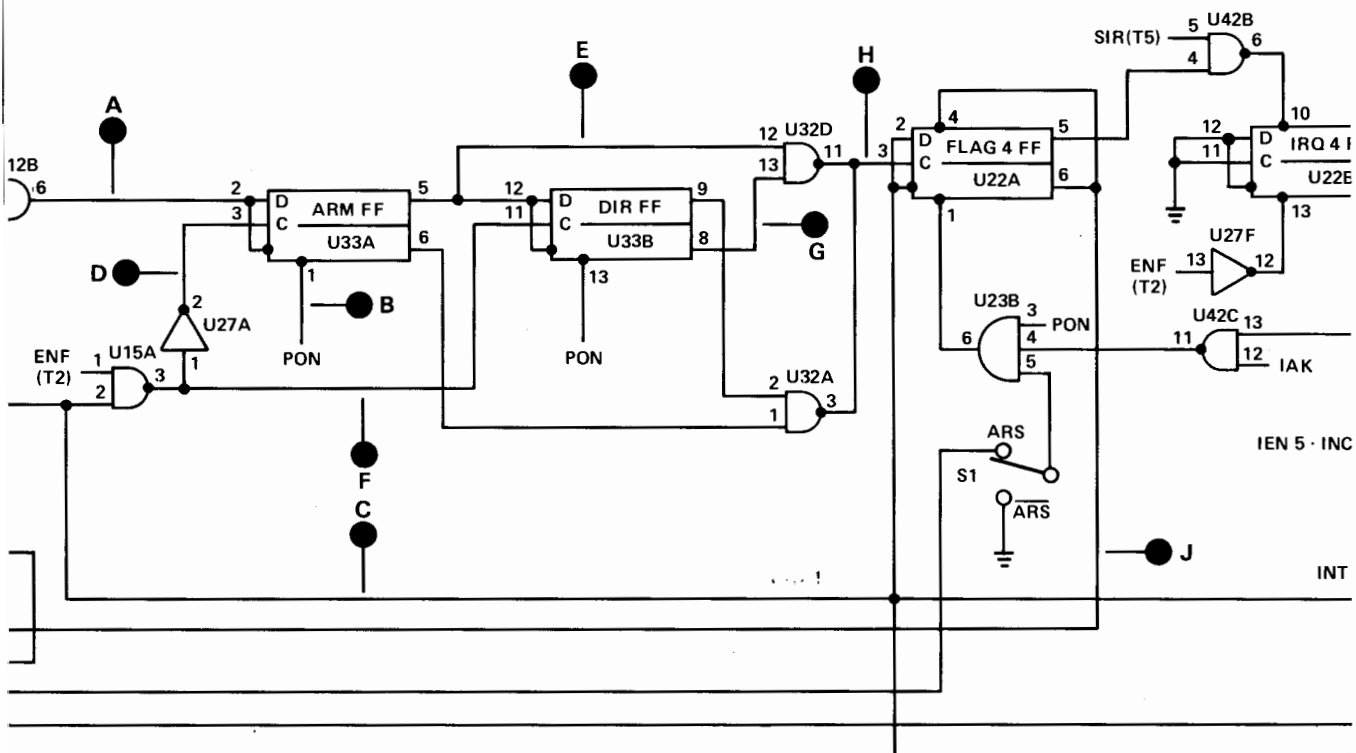 U42B
SIR(T5)
5
4
6
E
H
A
12B
6
2
3
D
C
ARM FF
U33A
5
6
1
B
PON
D
2
U27A
1
ENF
(T2)
1
2
U15A
3
12
11
D
C
DIR FF
U33B
9
8
13
PON
G
12
13
U32D
11
2
1
U32A
3
2
3
D
C
4
FLAG 4 FF
U22A
5
6
1
12
11
D
C
10
IRQ 4 F
U22B
13
ENF
(T2)
13
U27F
12
U23B
6
3
PON
4
5
U42C
11
13
12
IAK
F
C
ARS
S1
ARS
IEN 5 · INC
J
INT